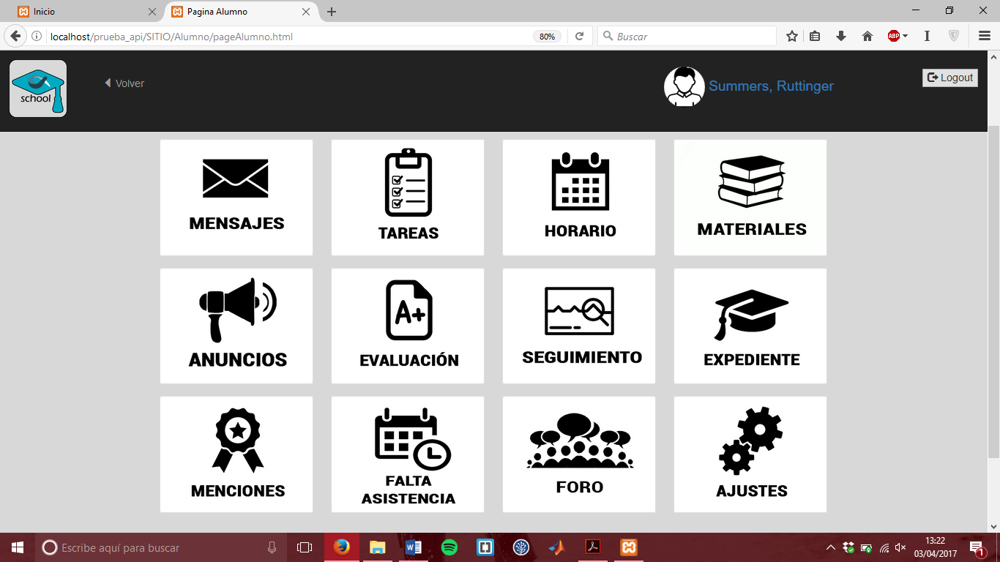 Inicio
Pagina Alumno
localhost/prueba_api/SITIO/Alumno/pageAlumno.html
80%
Buscar
ABP
school
Volver
Summers, Ruttinger
Logout
MENSAJES
TAREAS
HORARIO
MATERIALES
A+
ANUNCIOS
EVALUACIÓN
SEGUIMIENTO
EXPEDIENTE
MENCIONES
FALTA
ASISTENCIA
FORO
AJUSTES
Escribe aquí para buscar
13:22
03/04/2017
1